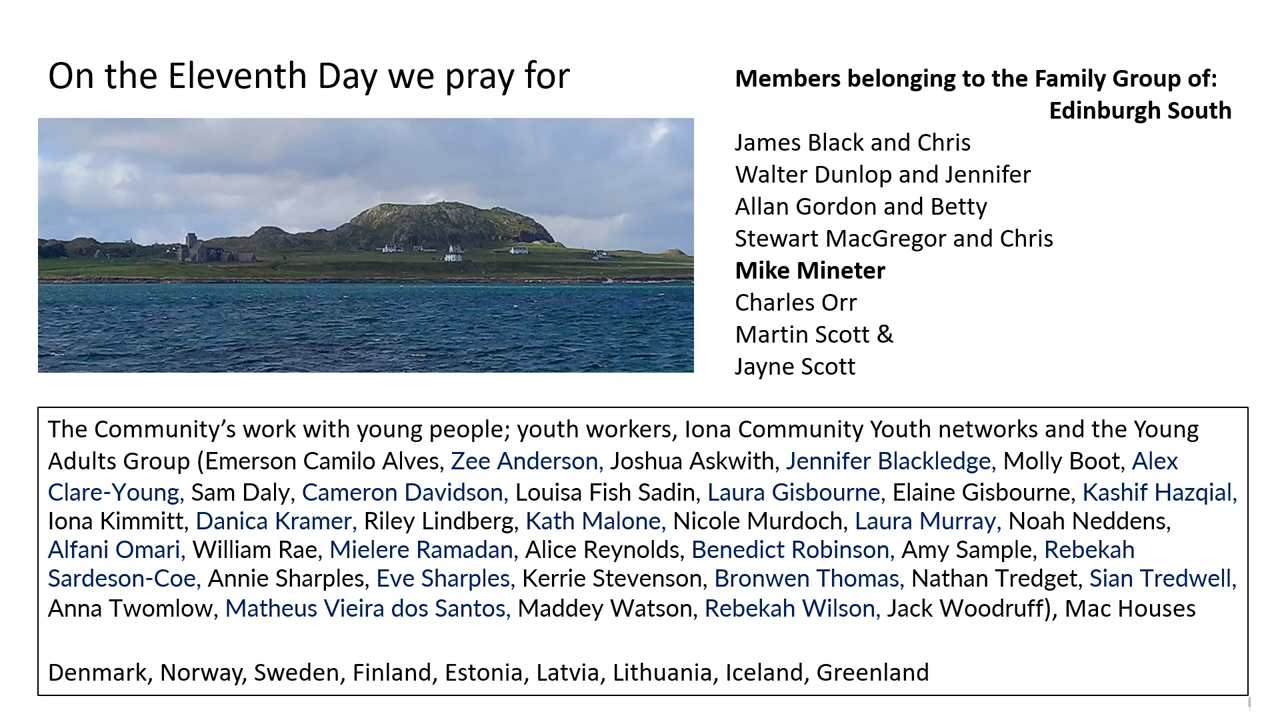 On the Eleventh Day we pray for
Members belonging to the Family Group of:
Edinburgh South
James Black and Chris
Walter Dunlop and Jennifer
Allan Gordon and Betty
Stewart MacGregor and Chris
Mike Mineter
Charles Orr
Martin Scott &
Jayne Scott
The Community’s work with young people; youth workers, Iona Community Youth networks and the Young
Adults Group (Emerson Camilo Alves, Zee Anderson, Joshua Askwith, Jennifer Blackledge, Molly Boot, Alex
Clare-Young, Sam Daly, Cameron Davidson, Louisa Fish Sadin, Laura Gisbourne, Elaine Gisbourne, Kashif Hazqial,
Iona Kimmitt, Danica Kramer, Riley Lindberg, Kath Malone, Nicole Murdoch, Laura Murray, Noah Neddens,
Alfani Omari, William Rae, Mielere Ramadan, Alice Reynolds, Benedict Robinson, Amy Sample, Rebekah
Sardeson-Coe, Annie Sharples, Eve Sharples, Kerrie Stevenson, Bronwen Thomas, Nathan Tredget, Sian Tredwell,
Anna Twomlow, Matheus Vieira dos Santos, Maddey Watson, Rebekah Wilson, Jack Woodruff), Mac Houses
Denmark, Norway, Sweden, Finland, Estonia, Latvia, Lithuania, Iceland, Greenland